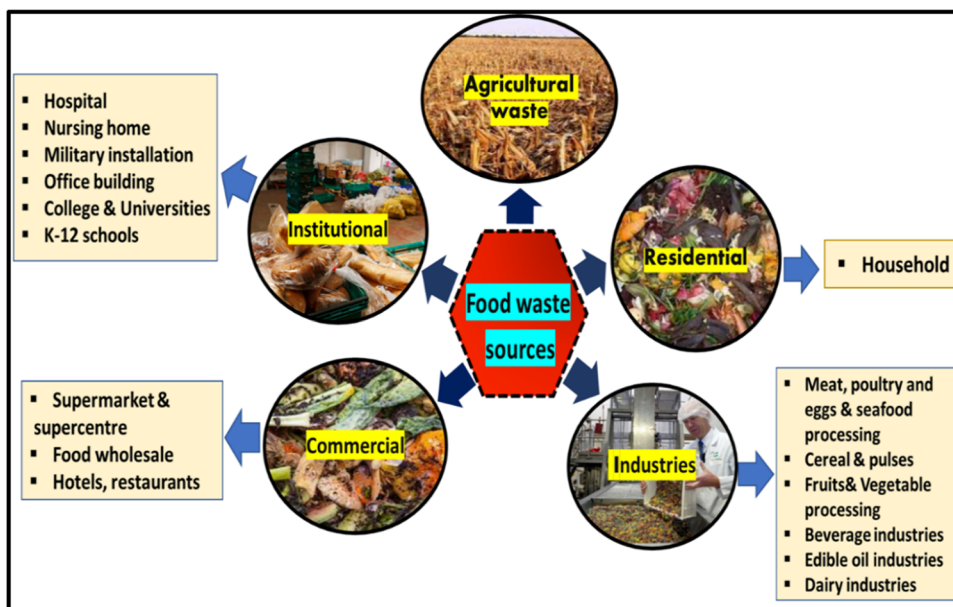 Agricultural
waste
▪ Hospital
▪ Nursing home
▪ Military installation
▪ Office building
▪ College & Universities
▪ K-12 schools
Institutional
Residential
▪ Household
Food waste
sources
▪ Supermarket &
supercentre
▪ Food wholesale
▪ Hotels, restaurants
Commercial
Industries
▪ Meat, poultry and
eggs & seafood
processing
▪ Cereal & pulses
▪ Fruits& Vegetable
processing
▪ Beverage industries
▪ Edible oil industries
▪ Dairy industries